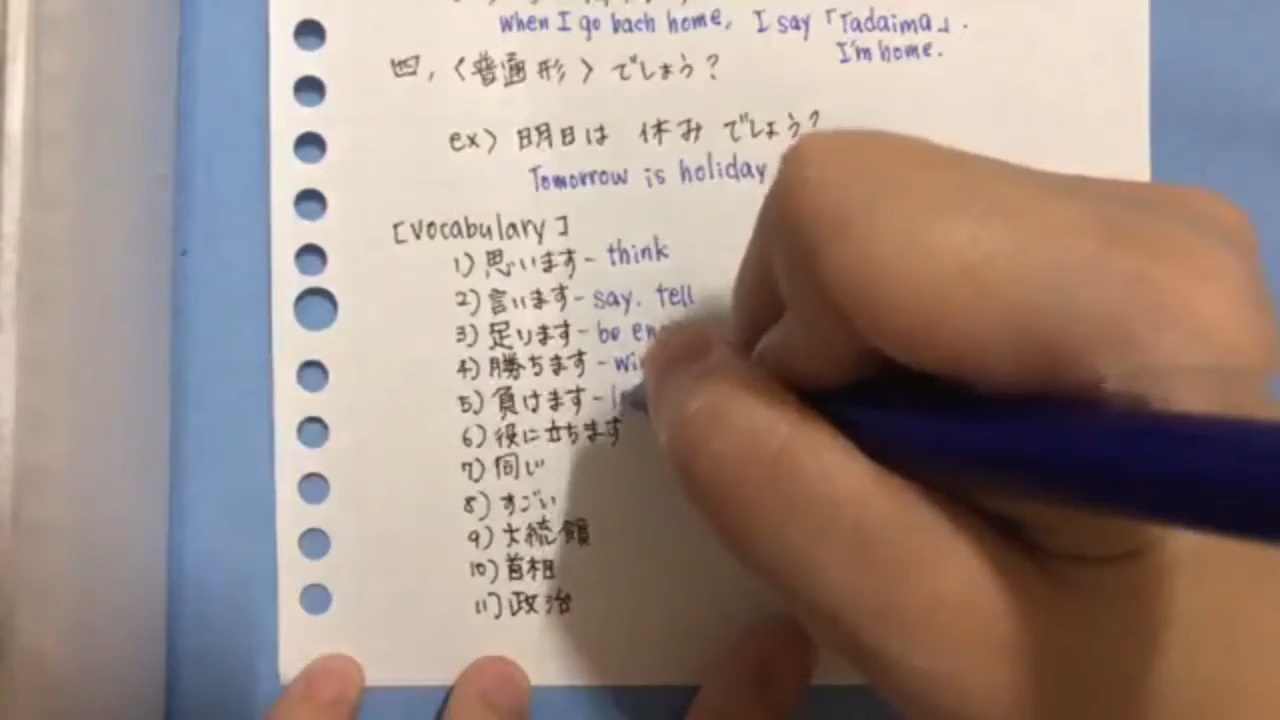 when I go bach home, I say「Tadaima」.
I'm home.
四, <普通形> でしょう?
ex) 明日は 休み でしょう?
Tomorrow is holiday
[Vocabulary]
1) 思います - think
2) 言います - say. tell
3) 足ります - be
4) 勝ちます -
5) 負けます -
6) 役に立ちます
7) 同じ
8) すごい
9) 大統領
10) 首相
11) 政治